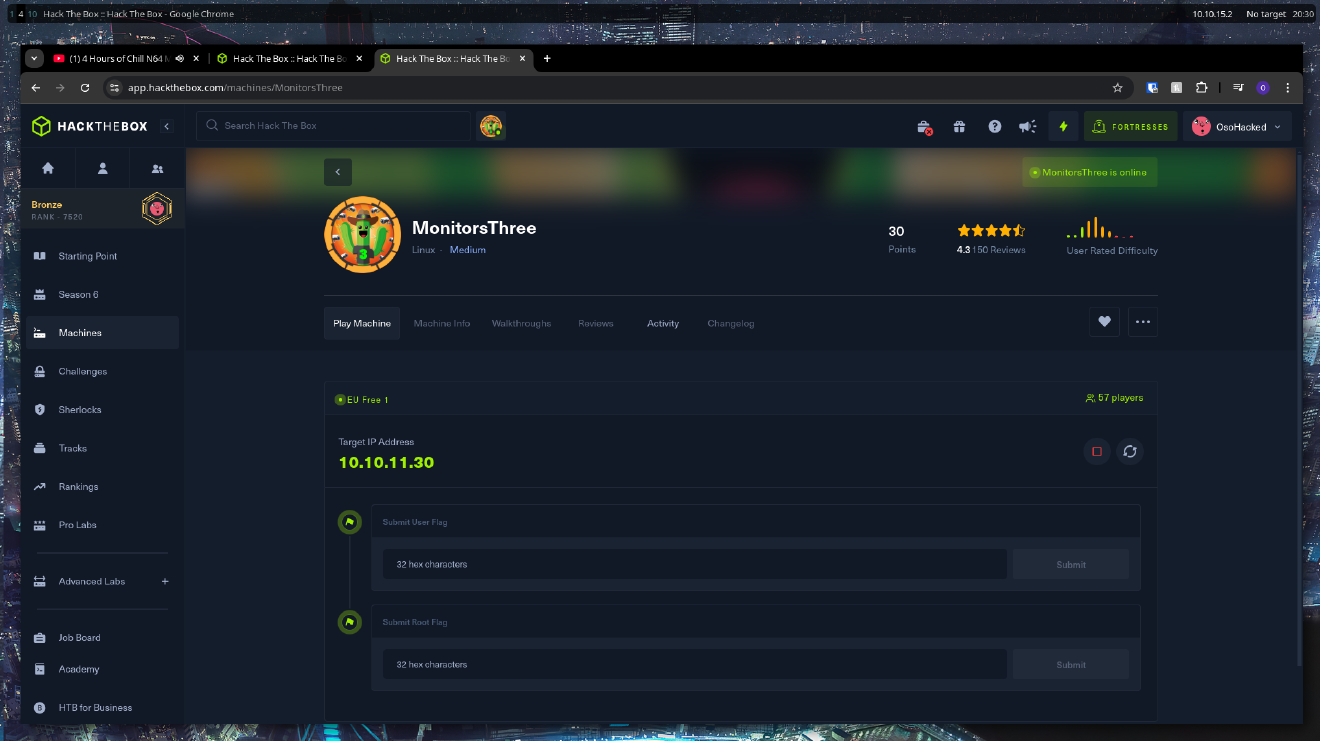 1 4 10 Hack The Box :: Hack The Box - Google Chrome 10.10.15.2 No target 20:30
(1) 4 Hours of Chill N64 M Hack The Box :: Hack The Bo Hack The Box :: Hack The Bo
app.hackthebox.com/machines/MonitorsThree
HACKTHEBOX Search Hack The Box FORTRESSES OsoHacked
MonitorsThree is online
Bronze
RANK - 7520
MonitorsThree
Linux · Medium
30
Points
4.3 150 Reviews
User Rated Difficulty
3
Starting Point
Season 6
Machines
Challenges
Sherlocks
Tracks
Rankings
Pro Labs
Advanced Labs +
Job Board
Academy
HTB for Business
Play Machine Machine Info Walkthroughs Reviews Activity Changelog
EU Free 1 57 players
Target IP Address
10.10.11.30
Submit User Flag
32 hex characters Submit
Submit Root Flag
32 hex characters Submit